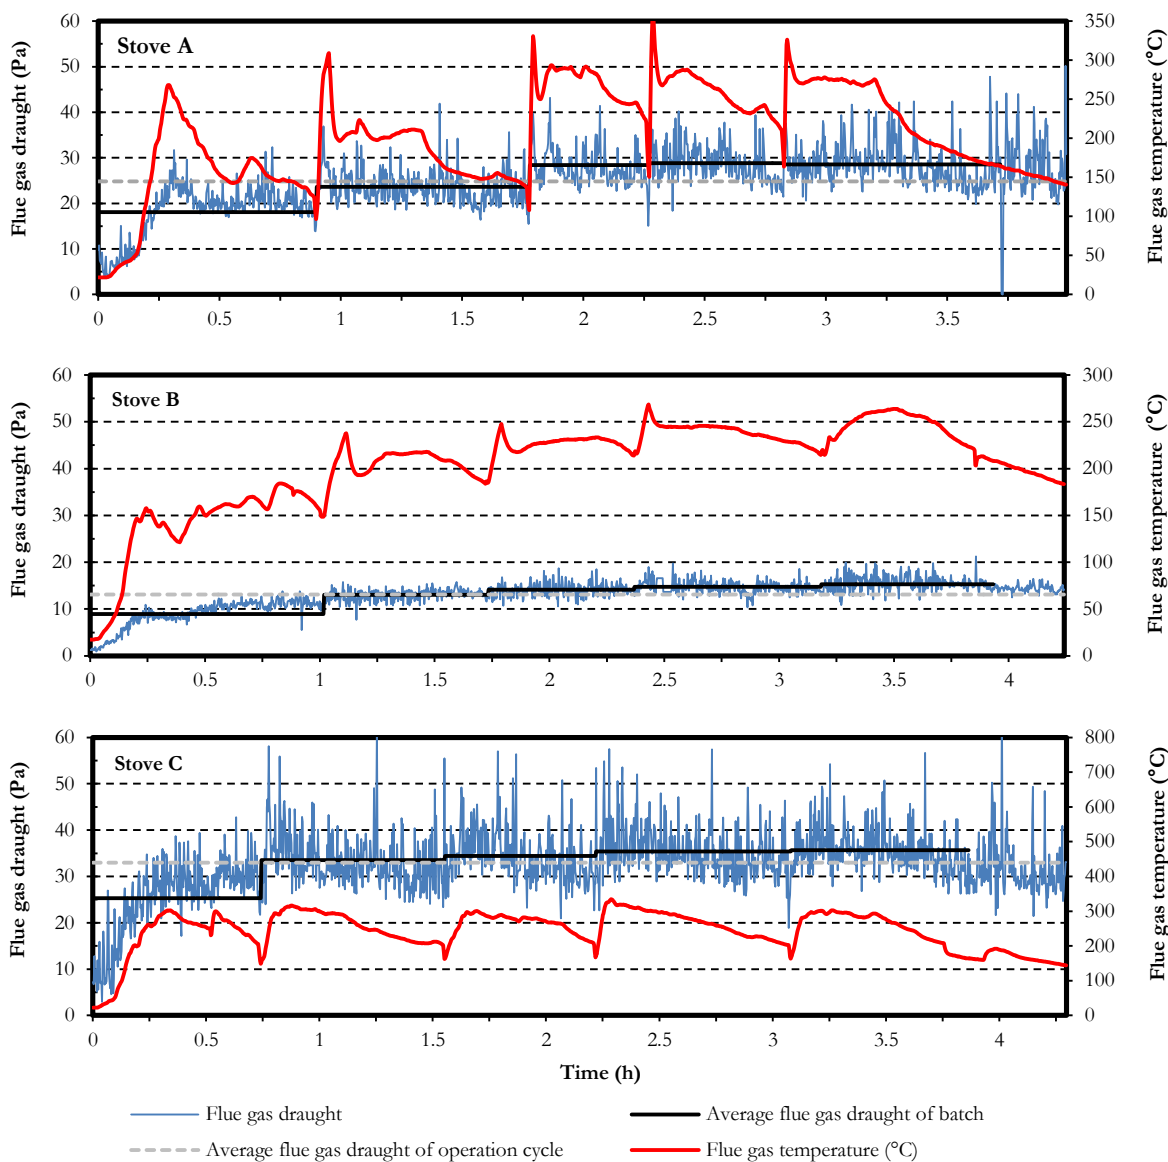 Stove A
Flue gas draught (Pa)
60
50
40
30
20
10
0
Flue gas temperature (°C)
350
300
250
200
150
100
50
0
0 0.5 1 1.5 2 2.5 3 3.5
Stove B
Flue gas draught (Pa)
60
50
40
30
20
10
0
Flue gas temperature (°C)
300
250
200
150
100
50
0
0 0.5 1 1.5 2 2.5 3 3.5 4
Stove C
Flue gas draught (Pa)
60
50
40
30
20
10
0
Flue gas temperature (°C)
800
700
600
500
400
300
200
100
0
0 0.5 1 1.5 2 2.5 3 3.5 4
Time (h)
Flue gas draught
Average flue gas draught of batch
Average flue gas draught of operation cycle
Flue gas temperature (°C)